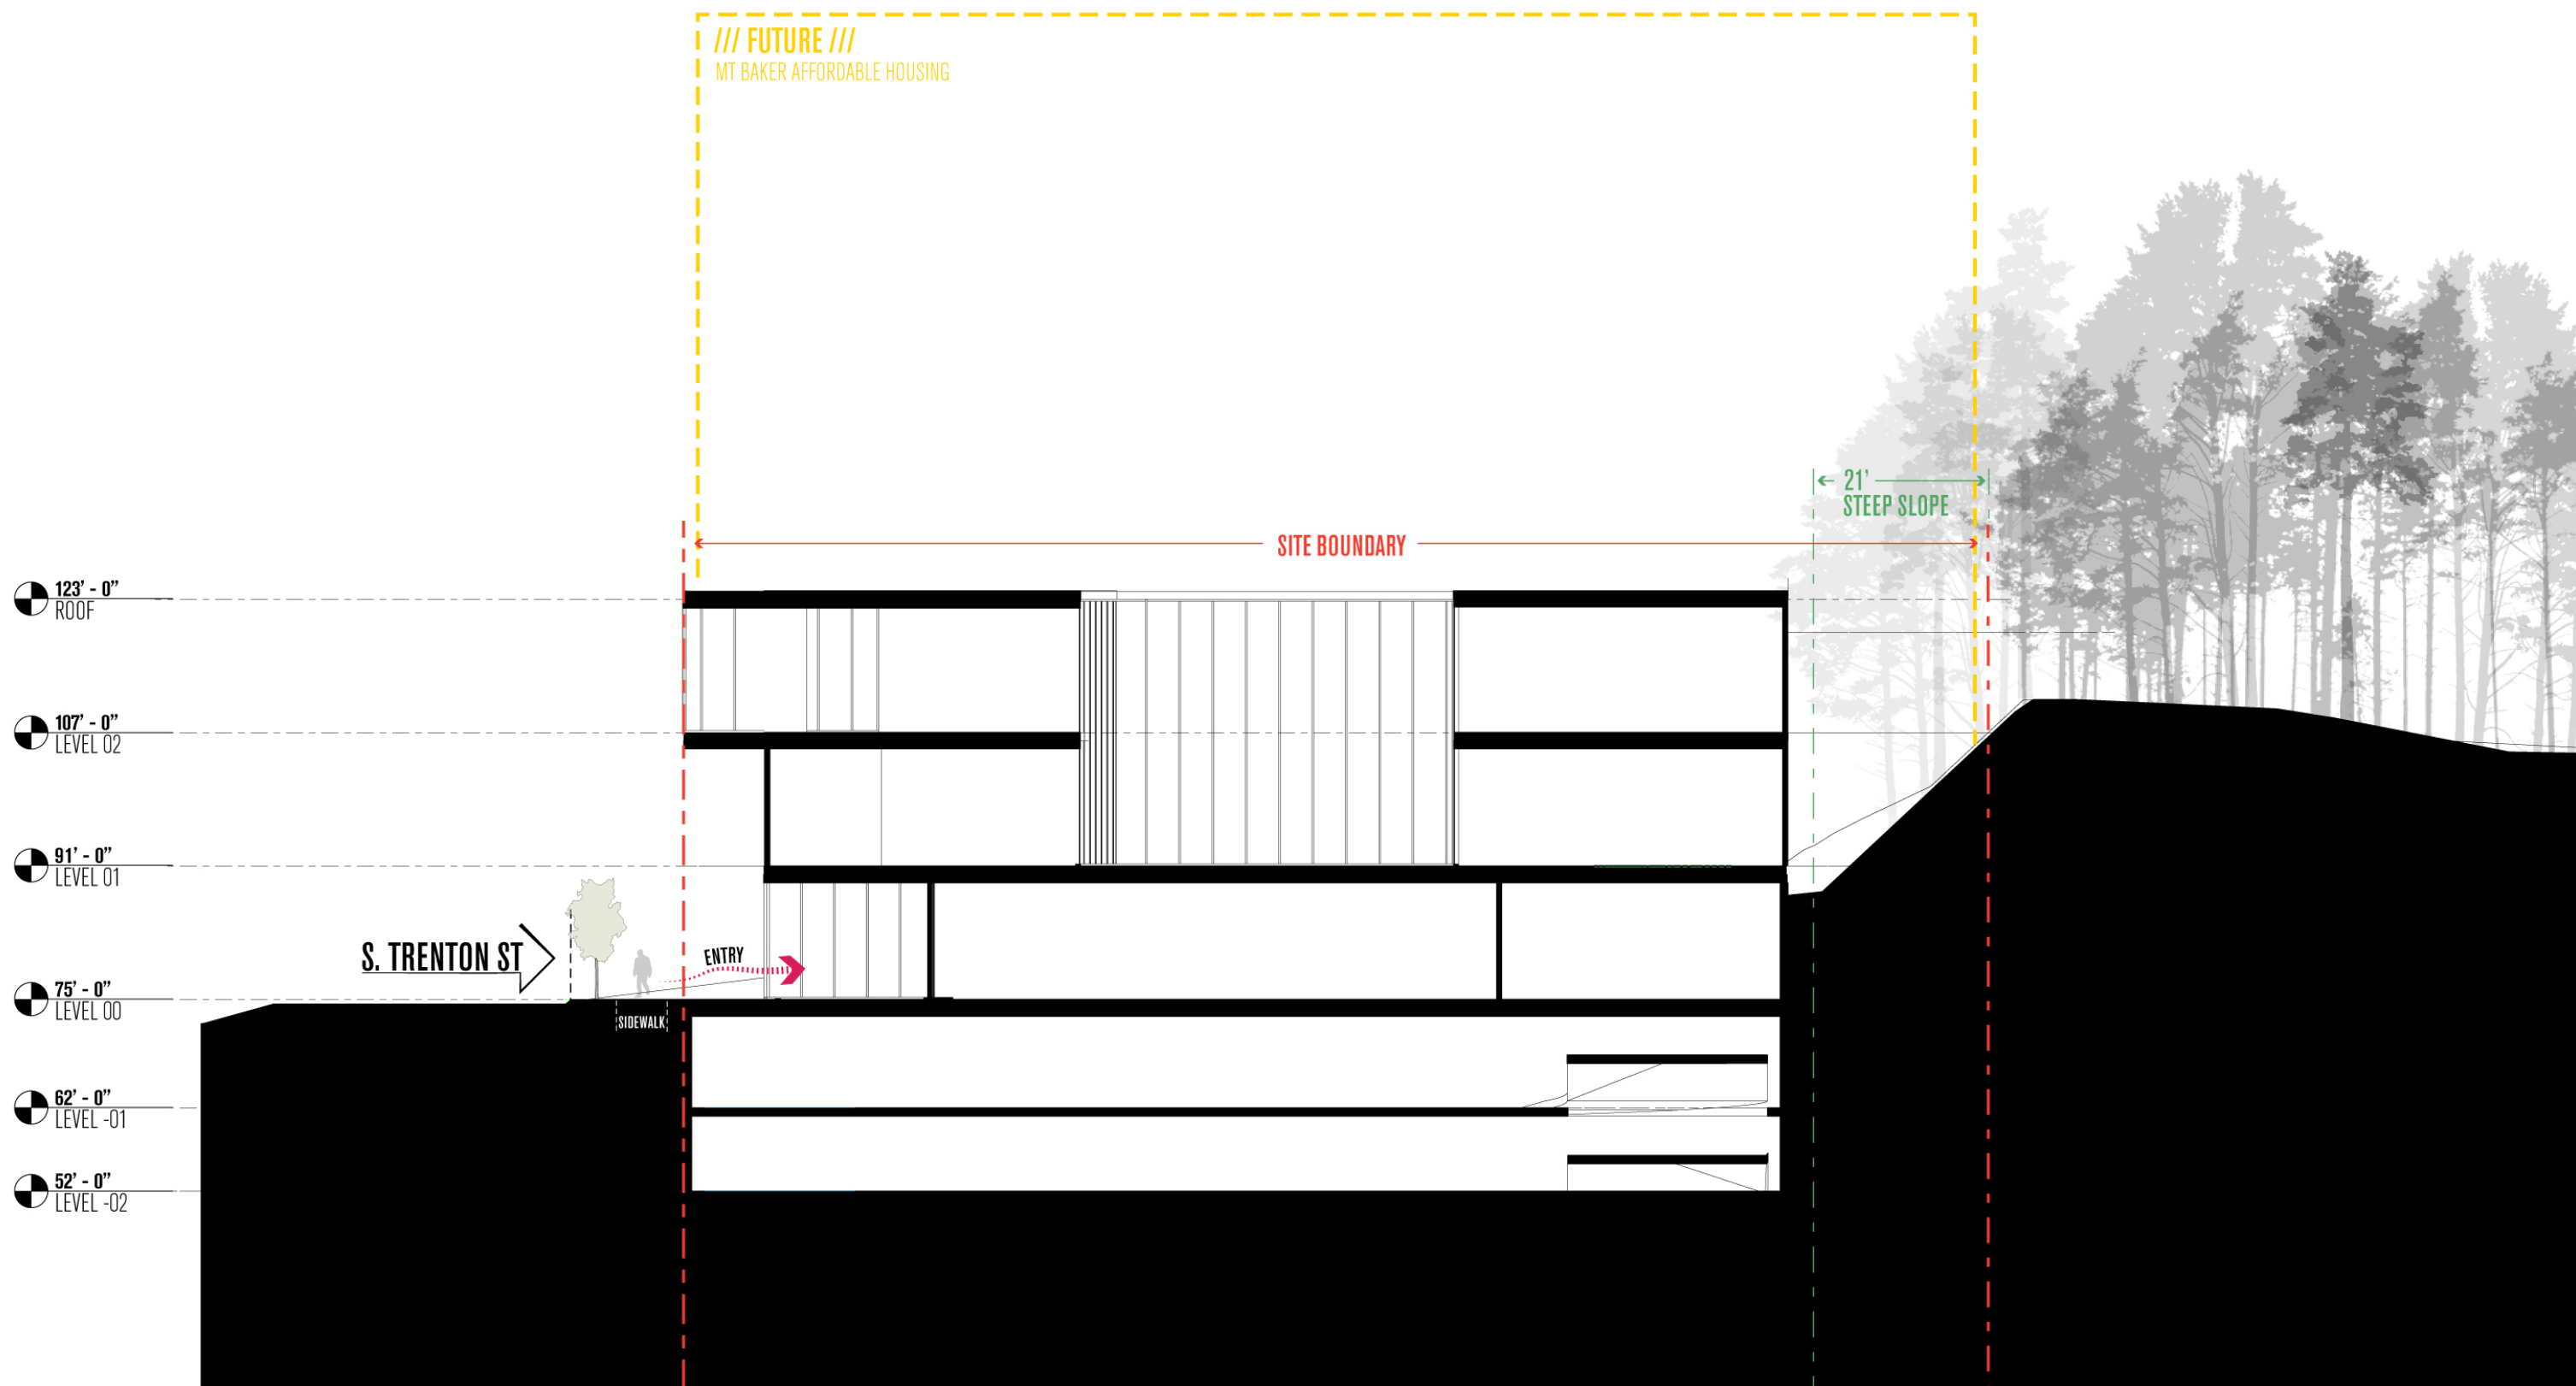 /// FUTURE ///
MT BAKER AFFORDABLE HOUSING
21'
STEEP SLOPE
SITE BOUNDARY
123' - 0"
ROOF
107' - 0"
LEVEL 02
91' - 0"
LEVEL 01
S. TRENTON ST
ENTRY
75' - 0"
LEVEL 00
SIDEWALK
62' - 0"
LEVEL -01
52' - 0"
LEVEL -02